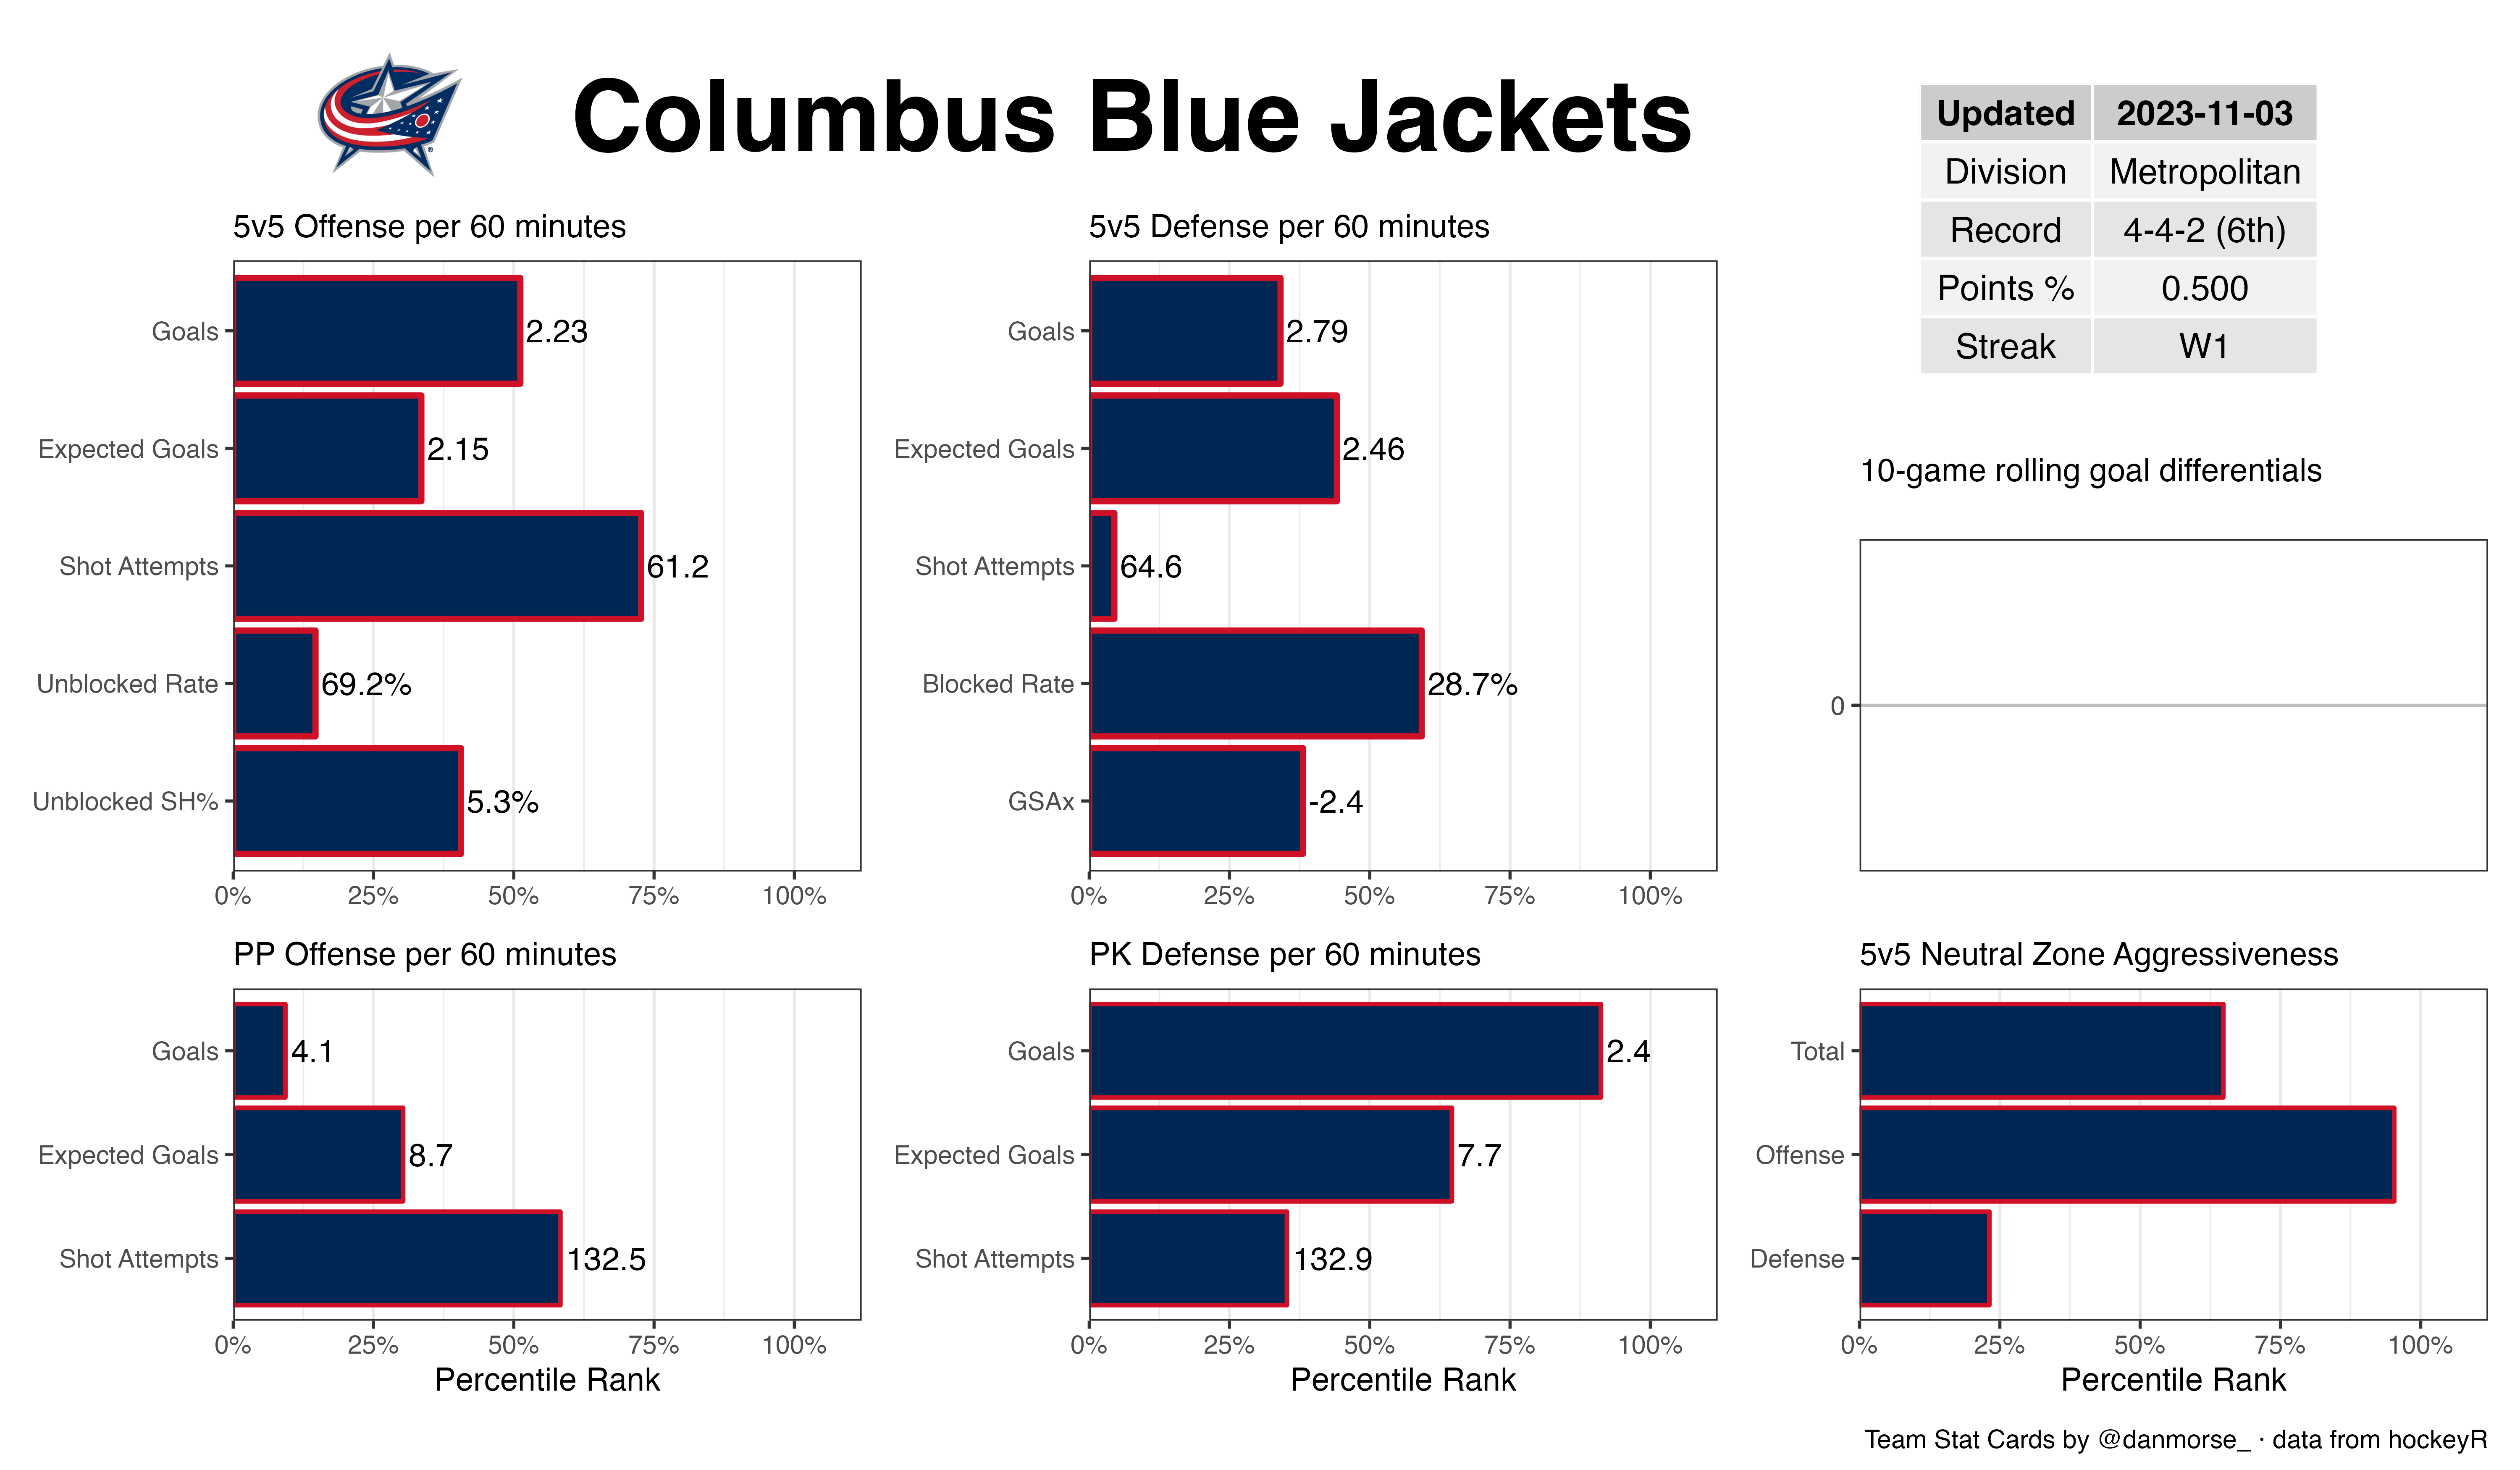 Columbus Blue Jackets
Updated 2023-11-03
Division Metropolitan
Record 4-4-2 (6th)
Points % 0.500
Streak W1
5v5 Offense per 60 minutes
Goals 2.23
Expected Goals 2.15
Shot Attempts 61.2
Unblocked Rate 69.2%
Unblocked SH% 5.3%
0% 25% 50% 75% 100%
5v5 Defense per 60 minutes
Goals 2.79
Expected Goals 2.46
Shot Attempts 64.6
Blocked Rate 28.7%
GSAx -2.4
0% 25% 50% 75% 100%
10-game rolling goal differentials
0
PP Offense per 60 minutes
Goals 4.1
Expected Goals 8.7
Shot Attempts 132.5
0% 25% 50% 75% 100%
Percentile Rank
PK Defense per 60 minutes
Goals 2.4
Expected Goals 7.7
Shot Attempts 132.9
0% 25% 50% 75% 100%
Percentile Rank
5v5 Neutral Zone Aggressiveness
Total
Offense
Defense
0% 25% 50% 75% 100%
Percentile Rank
Team Stat Cards by @danmorse_ · data from hockeyR